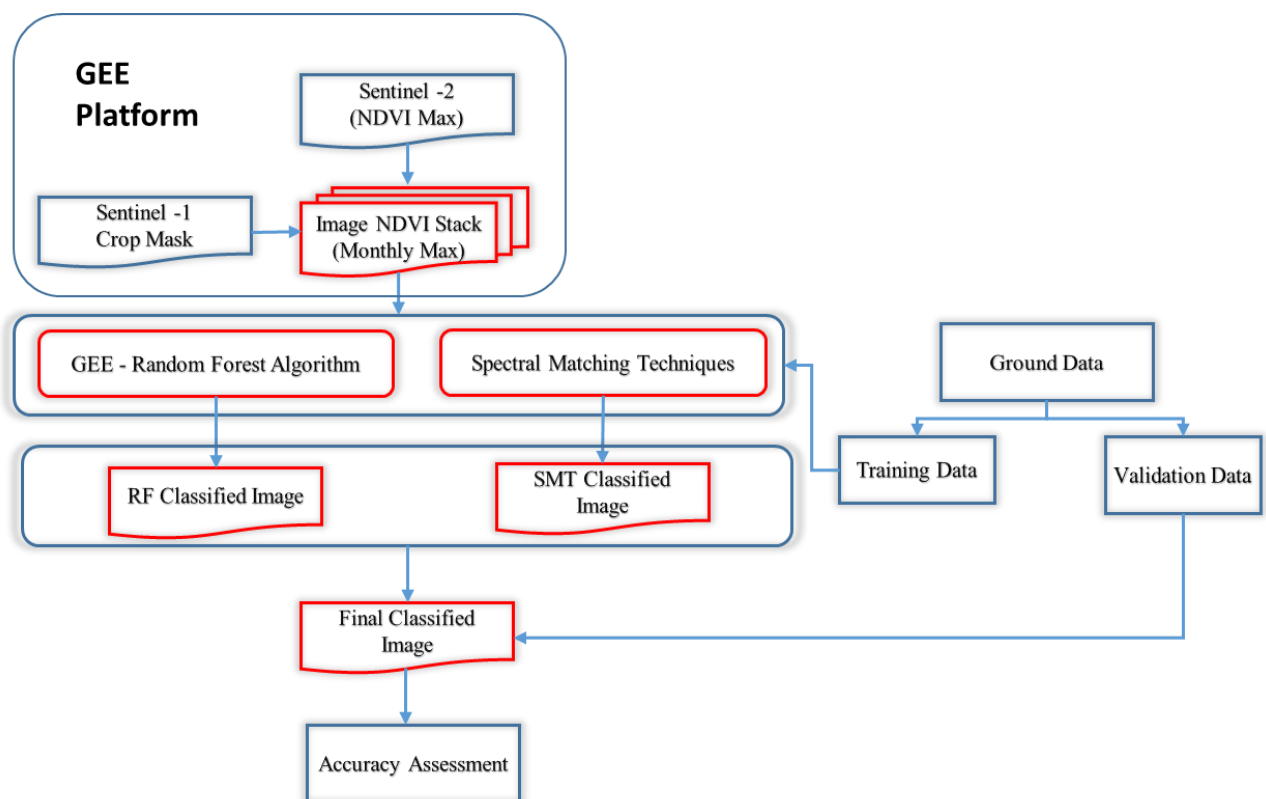 GEE
Platform
Sentinel -2
(NDVI Max)
Sentinel -1
Crop Mask
Image NDVI Stack
(Monthly Max)
GEE - Random Forest Algorithm
Spectral Matching Techniques
Ground Data
Training Data
Validation Data
RF Classified Image
SMT Classified
Image
Final Classified
Image
Accuracy Assessment